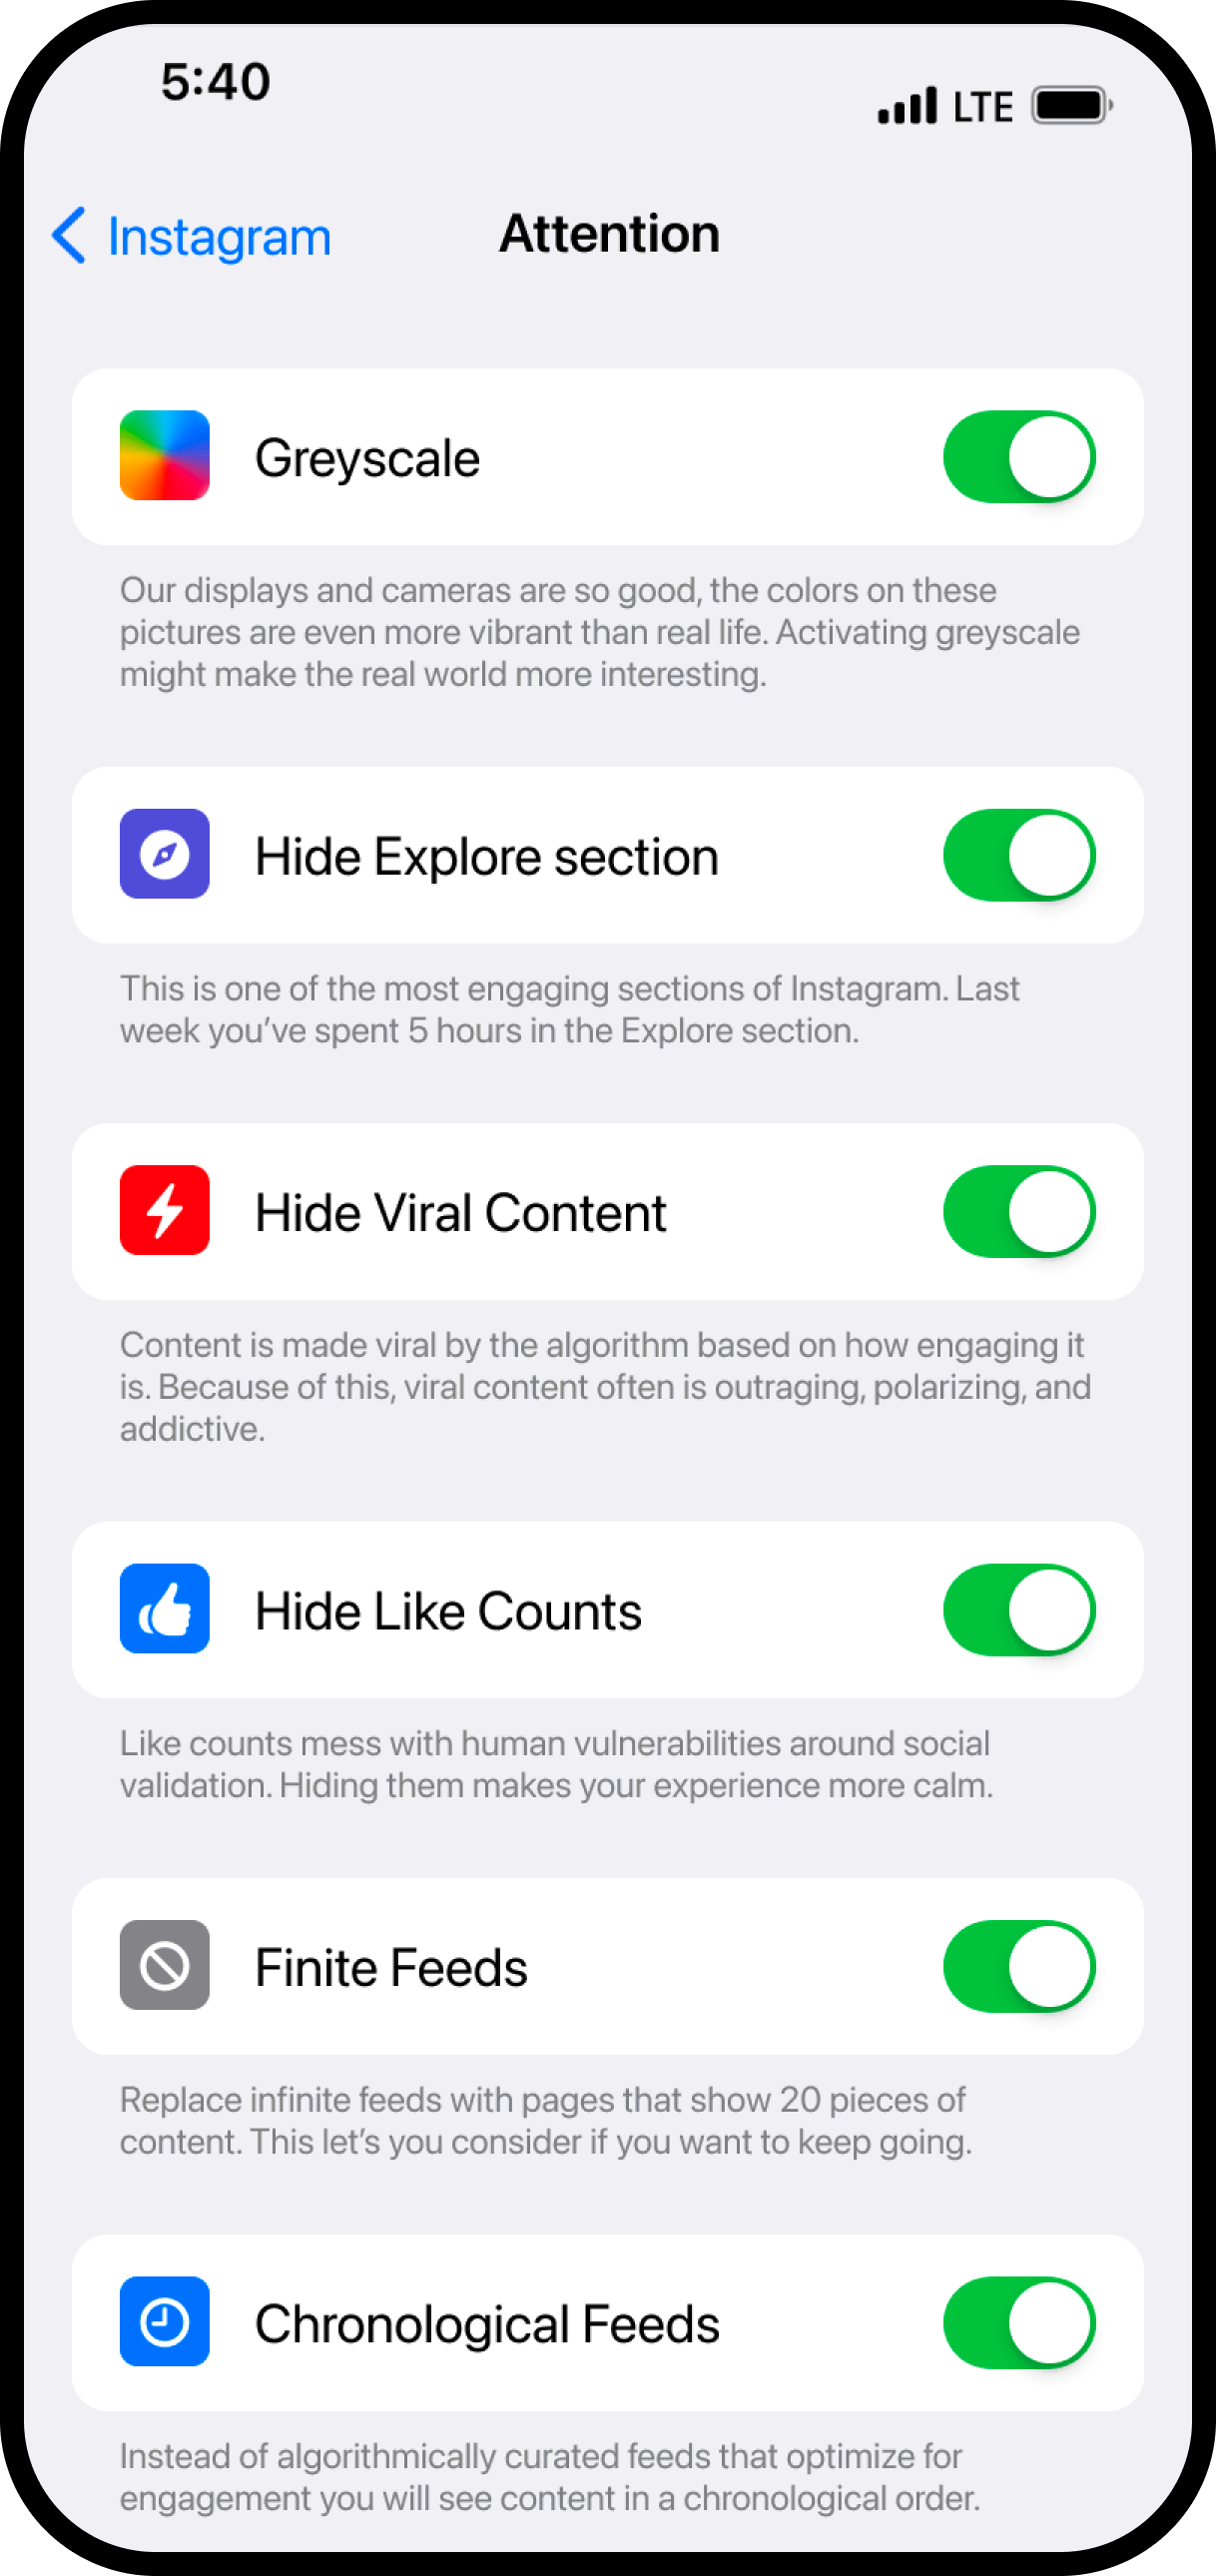 5:40
LTE
Instagram
Attention
Greyscale
Our displays and cameras are so good, the colors on these
pictures are even more vibrant than real life. Activating greyscale
might make the real world more interesting.
Hide Explore section
This is one of the most engaging sections of Instagram. Last
week you’ve spent 5 hours in the Explore section.
Hide Viral Content
Content is made viral by the algorithm based on how engaging it
is. Because of this, viral content often is outraging, polarizing, and
addictive.
Hide Like Counts
Like counts mess with human vulnerabilities around social
validation. Hiding them makes your experience more calm.
Finite Feeds
Replace infinite feeds with pages that show 20 pieces of
content. This let’s you consider if you want to keep going.
Chronological Feeds
Instead of algorithmically curated feeds that optimize for
engagement you will see content in a chronological order.